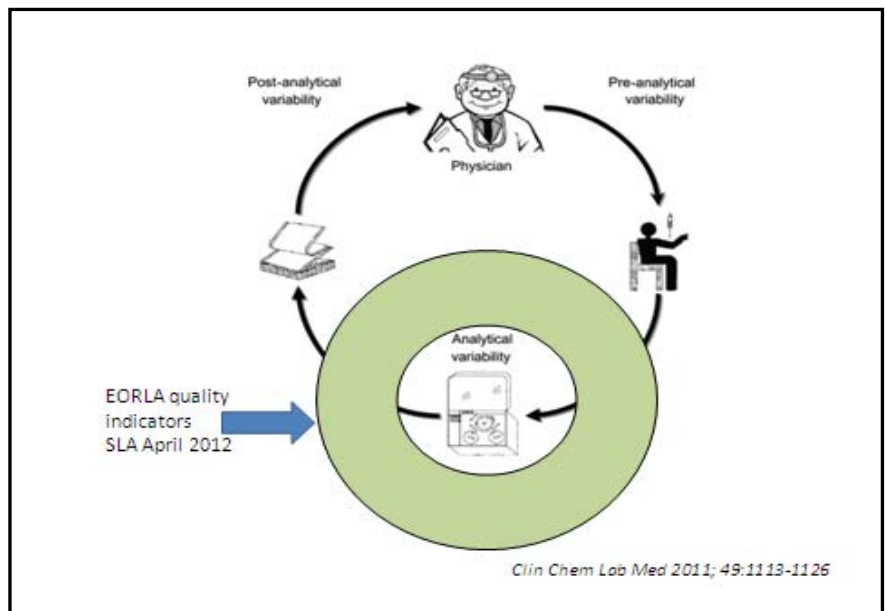 Post-analytical
variability
Pre-analytical
variability
Physician
Analytical
variability
EORLA quality
indicators
SLA April 2012
Clin Chem Lab Med 2011; 49:1113-1126